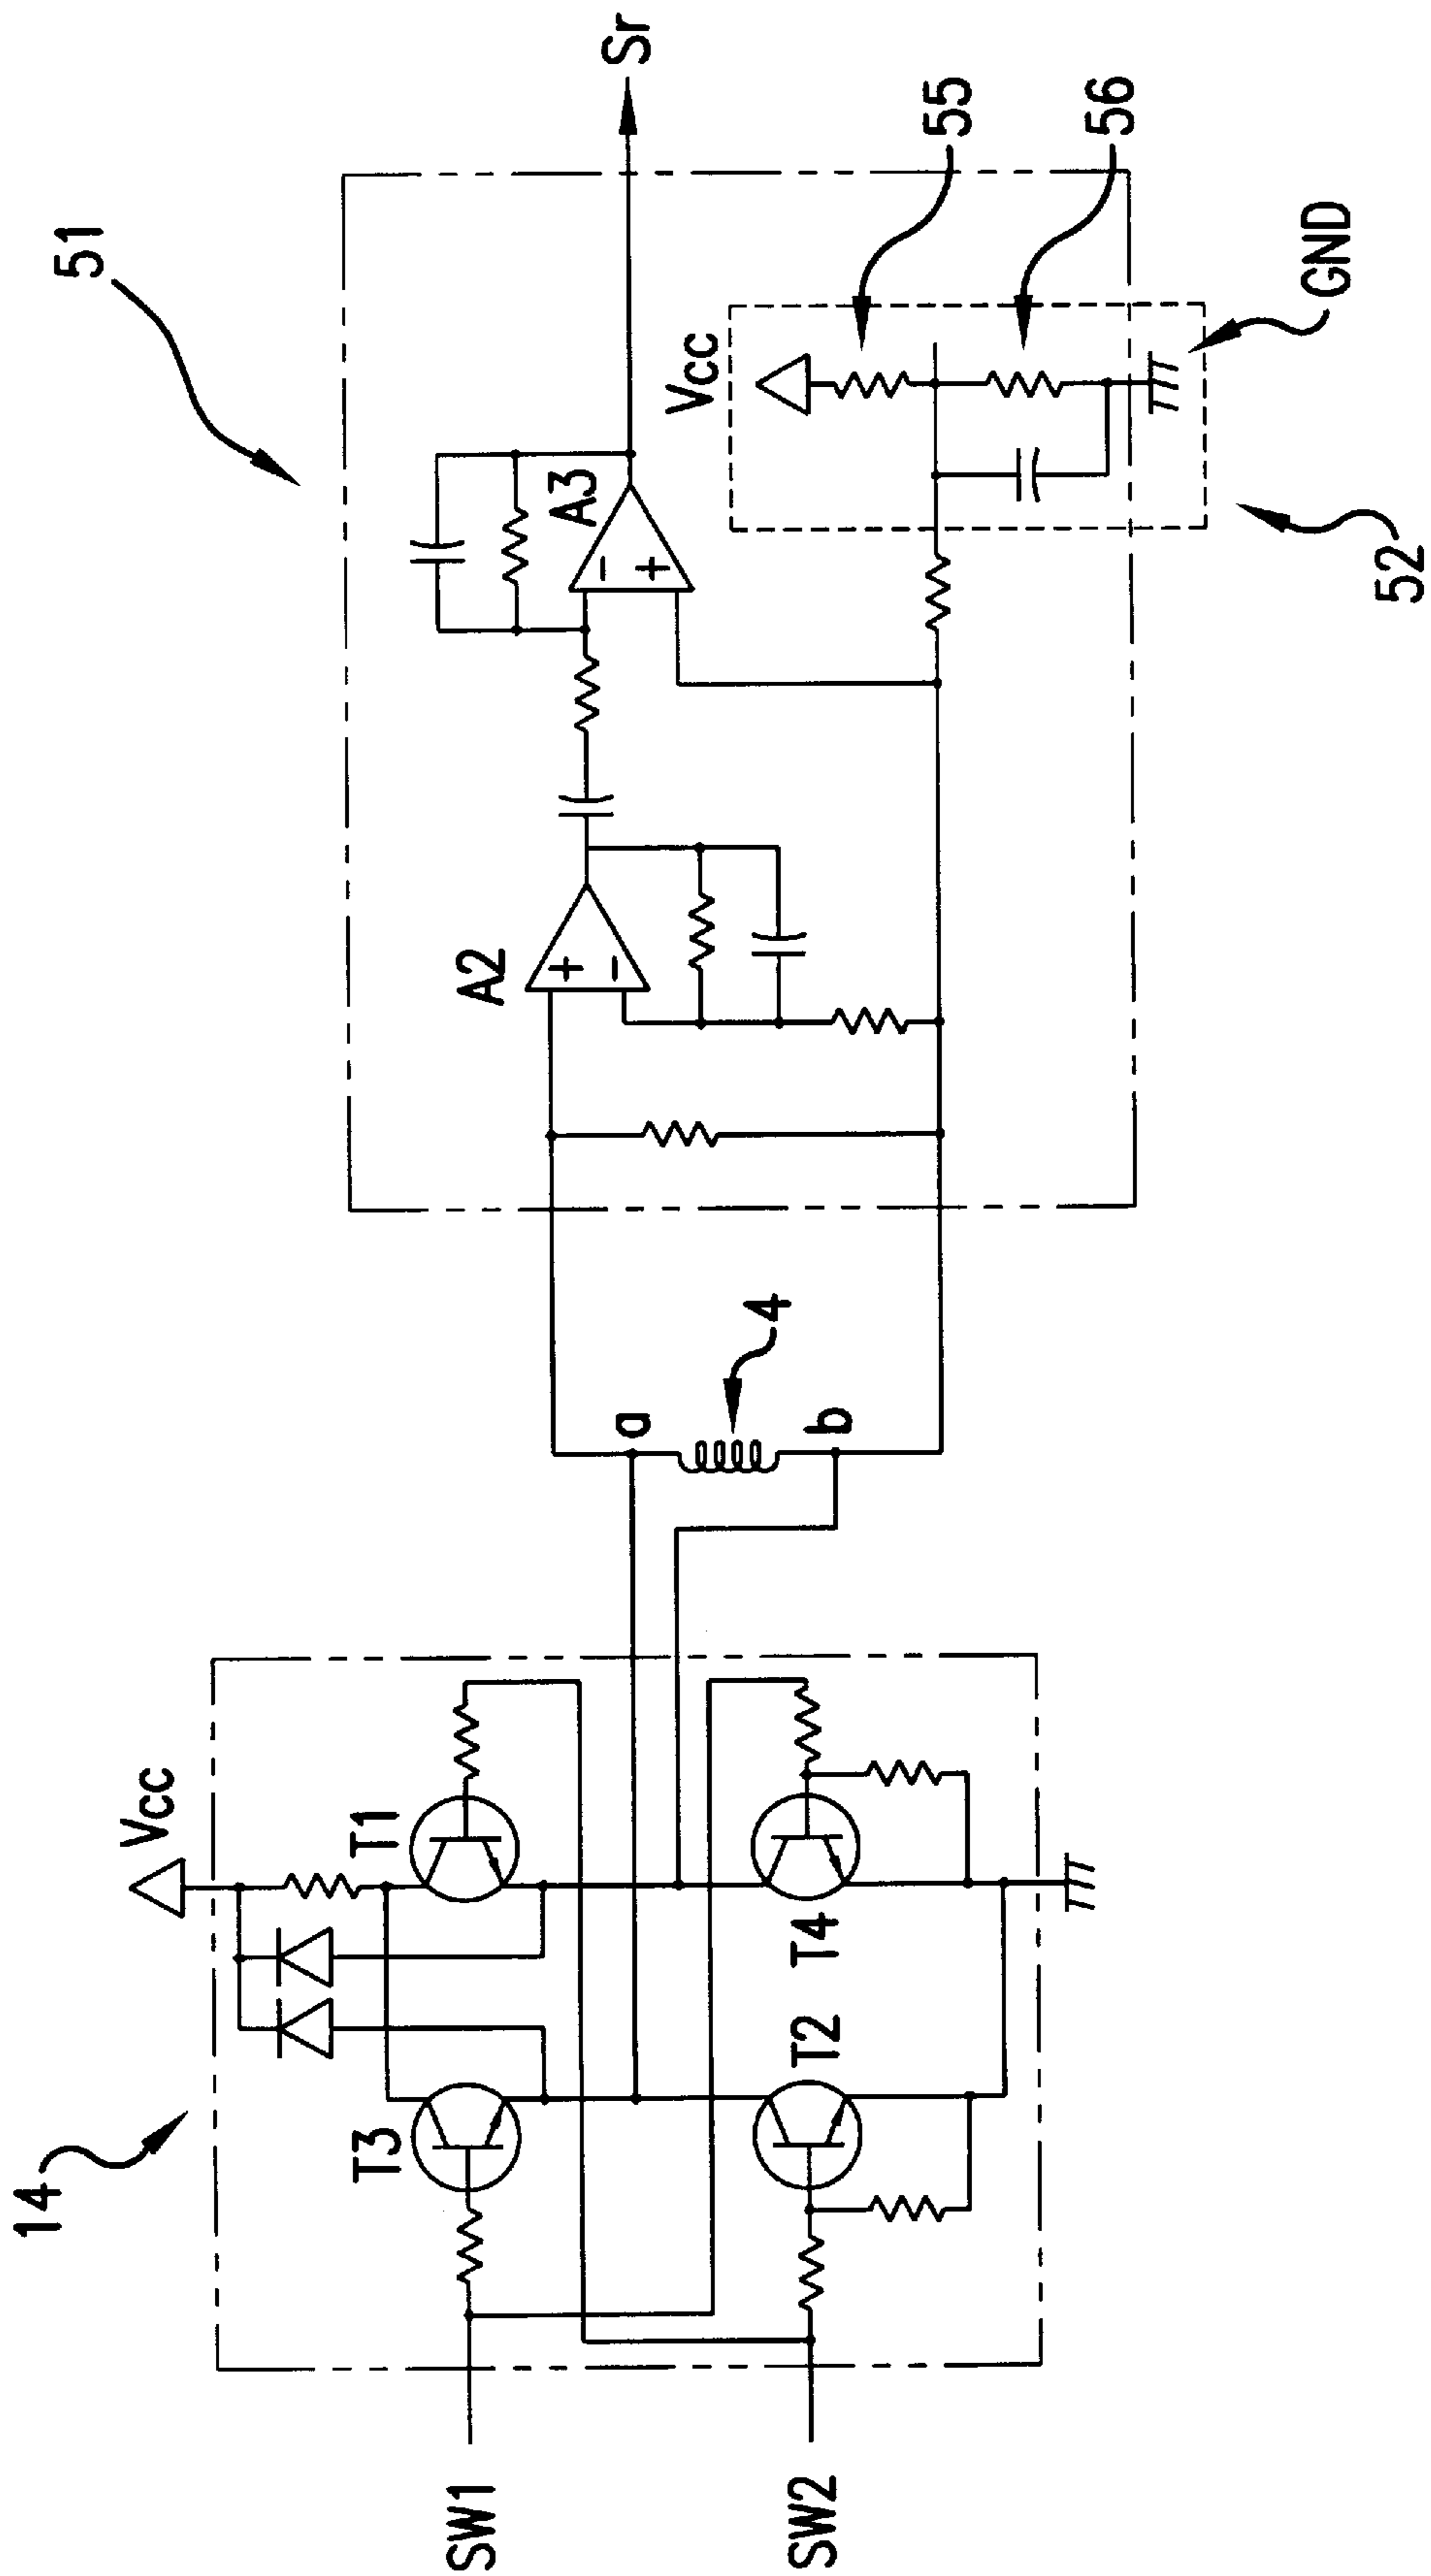 14
Vcc
T3
T1
T2
T4
SW1
SW2
a
b
4
51
A2
A3
+
−
−
+
Vcc
Sr
55
56
GND
52